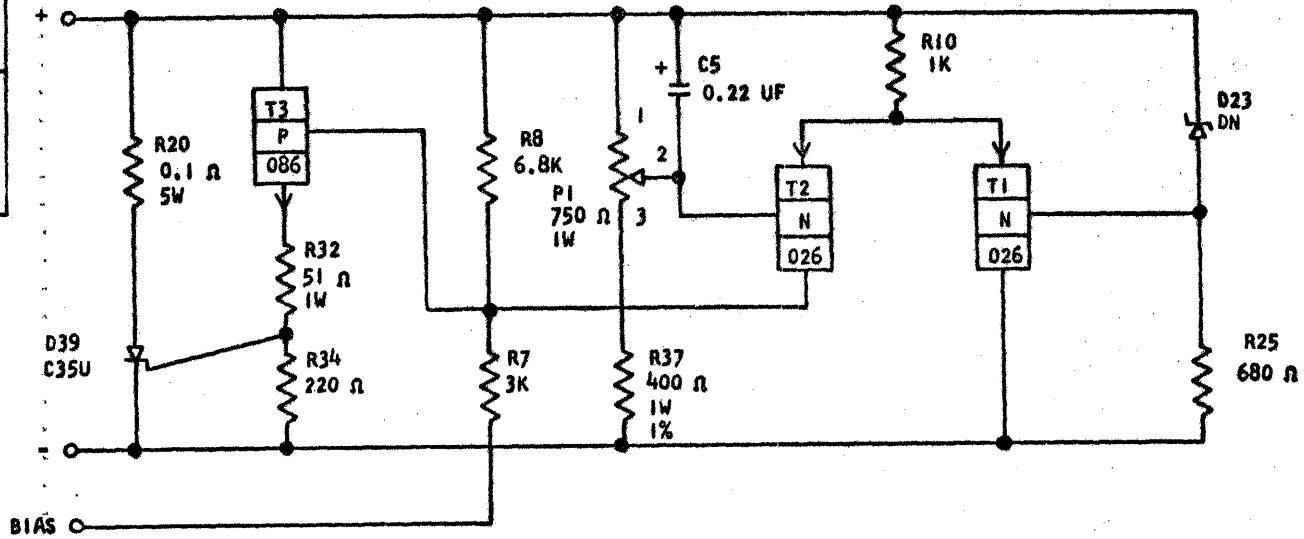 +
R20
0.1 Ω
5W
T3
P
086
R32
51 Ω
1W
R34
220 Ω
D39
C35U
R8
6.8K
R7
3K
1
2
3
P1
750 Ω
1W
R37
400 Ω
1W
1%
+
C5
0.22 UF
R10
1K
T2
N
026
T1
N
026
D23
DN
R25
680 Ω
-
BIAS